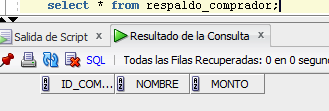 select * from respaldo_comprador;
Salida de Script × Resultado de la Consulta ×
SQL | Todas las Filas Recuperadas: 0 en 0 segun
ID_COM... NOMBRE MONTO